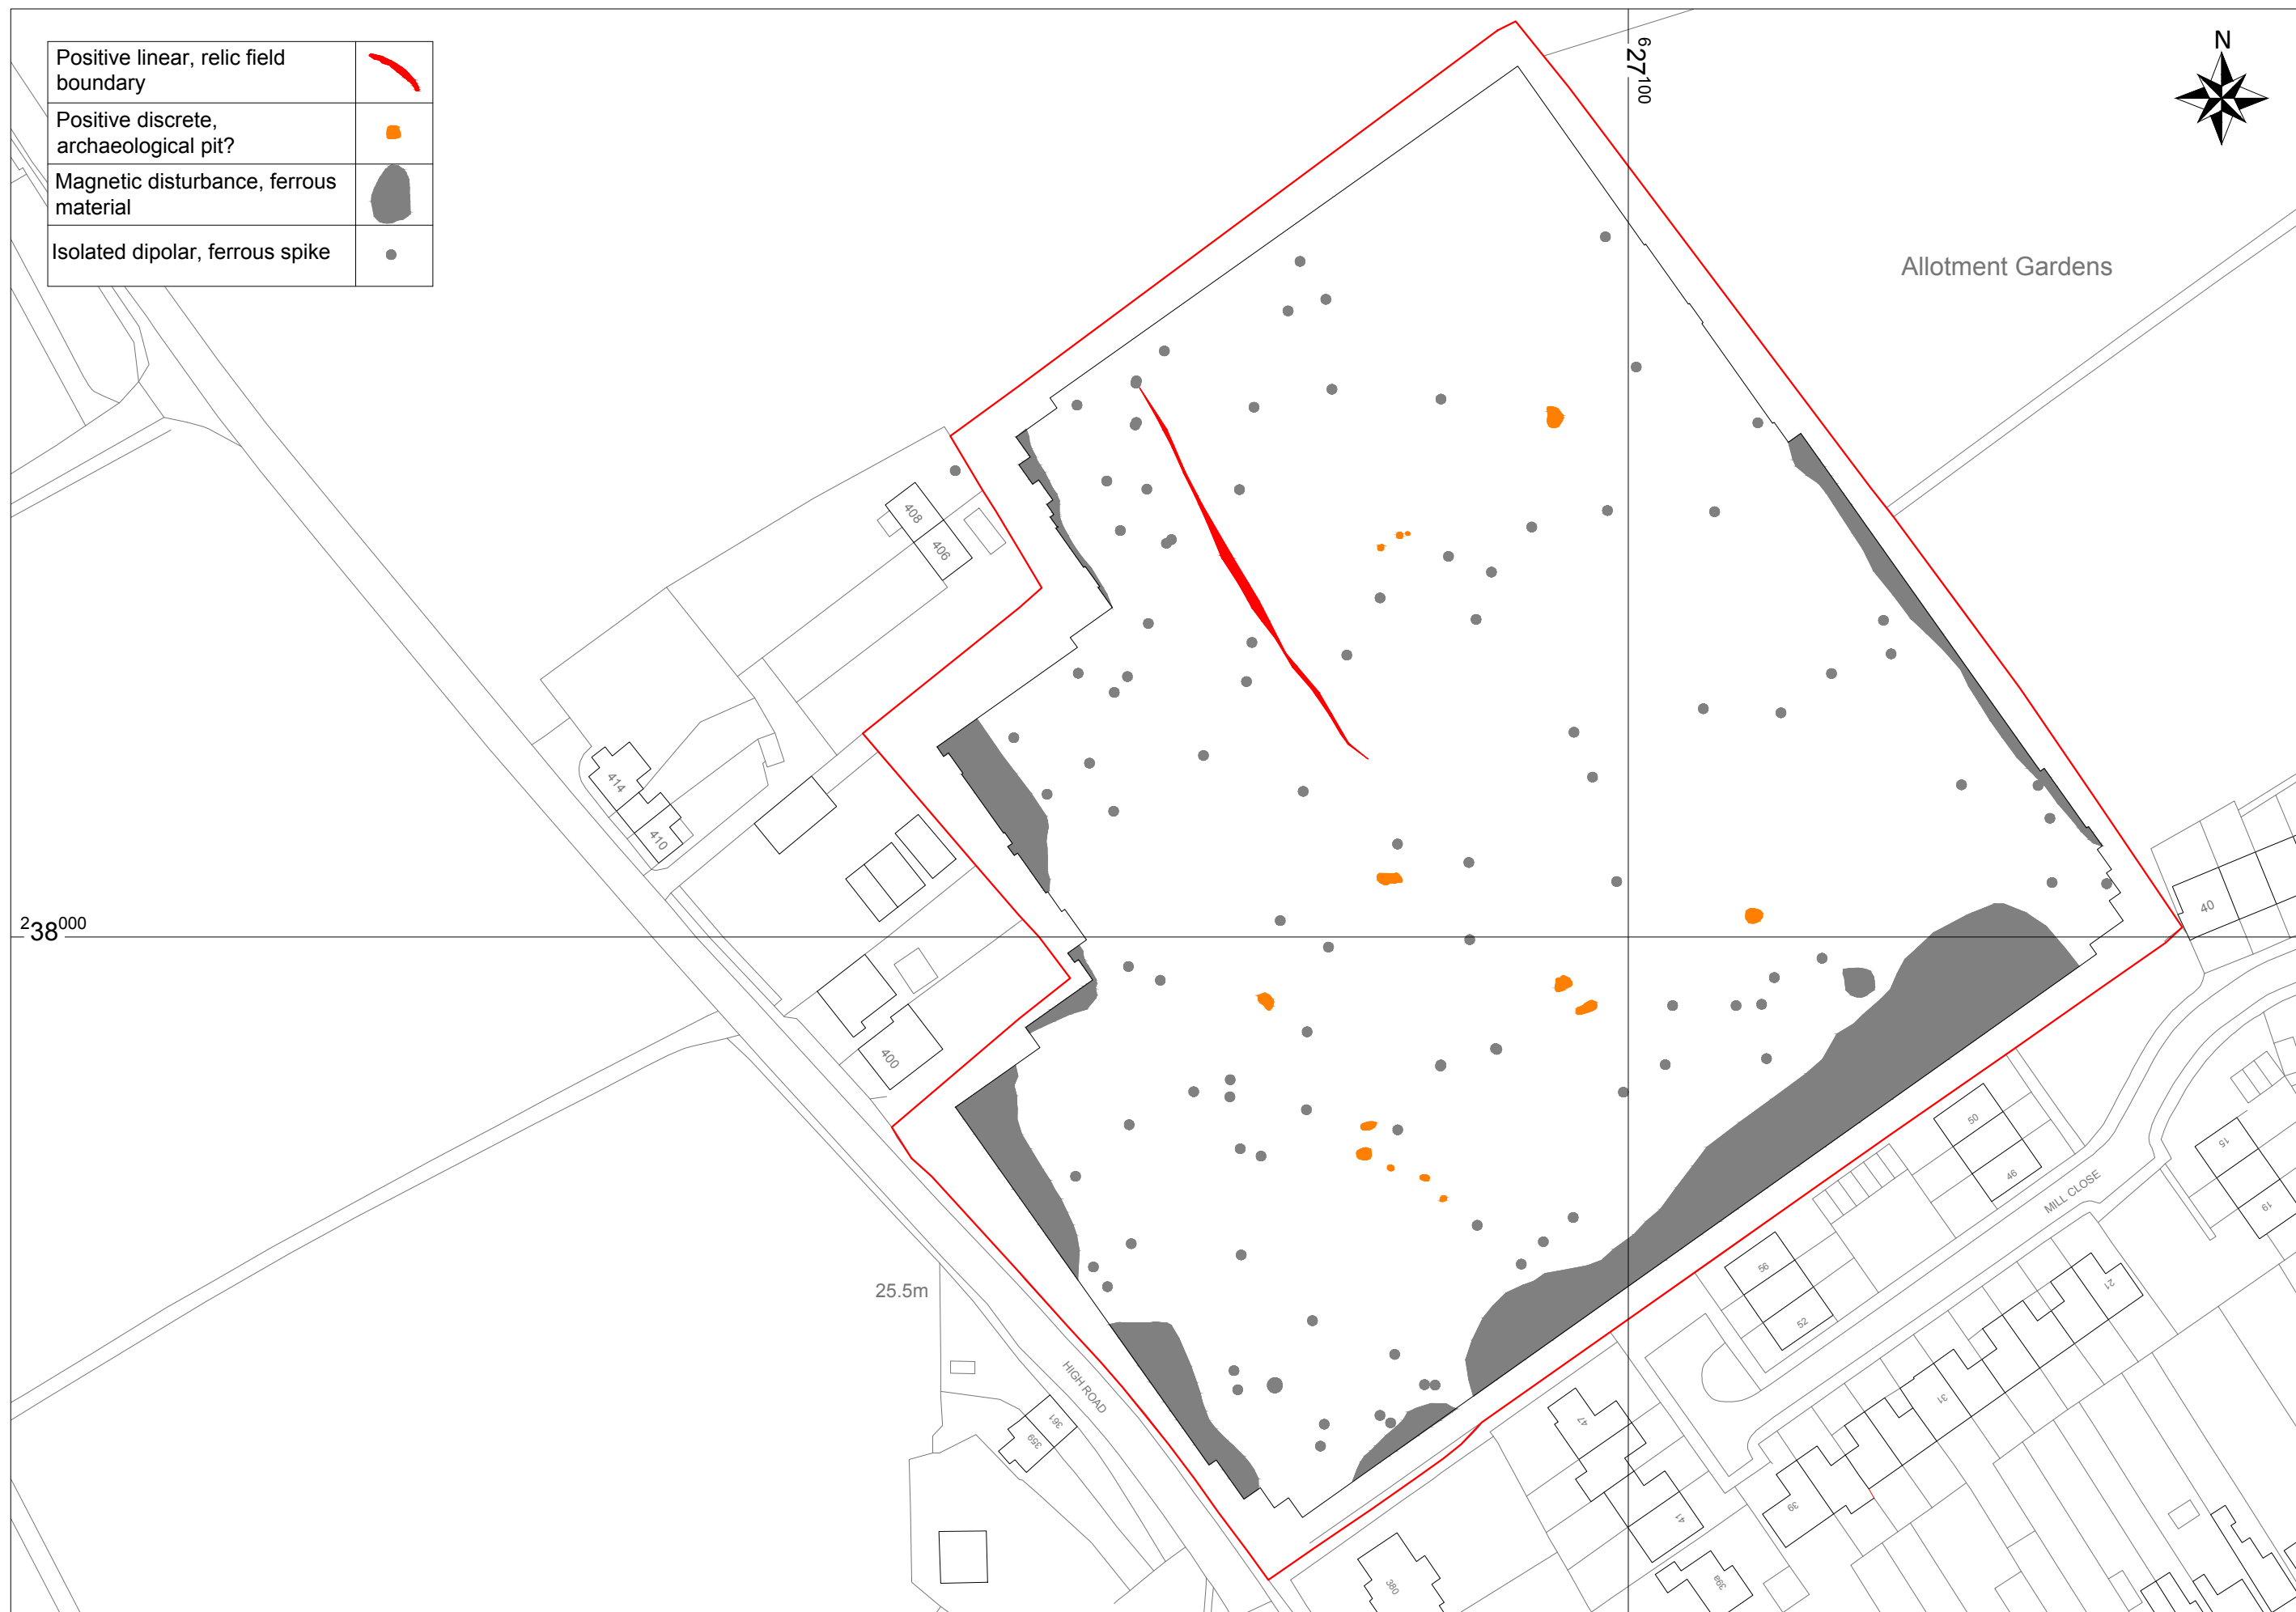 Positive linear, relic field
boundary
Positive discrete,
archaeological pit?
Magnetic disturbance, ferrous
material
Isolated dipolar, ferrous spike
N
627100
Allotment Gardens
408
406
414
410
40
238000
400
50
46
MILL CLOSE
15
19
56
52
21
25.5m
HIGH ROAD
361
359
31
47
39
41
39a
380